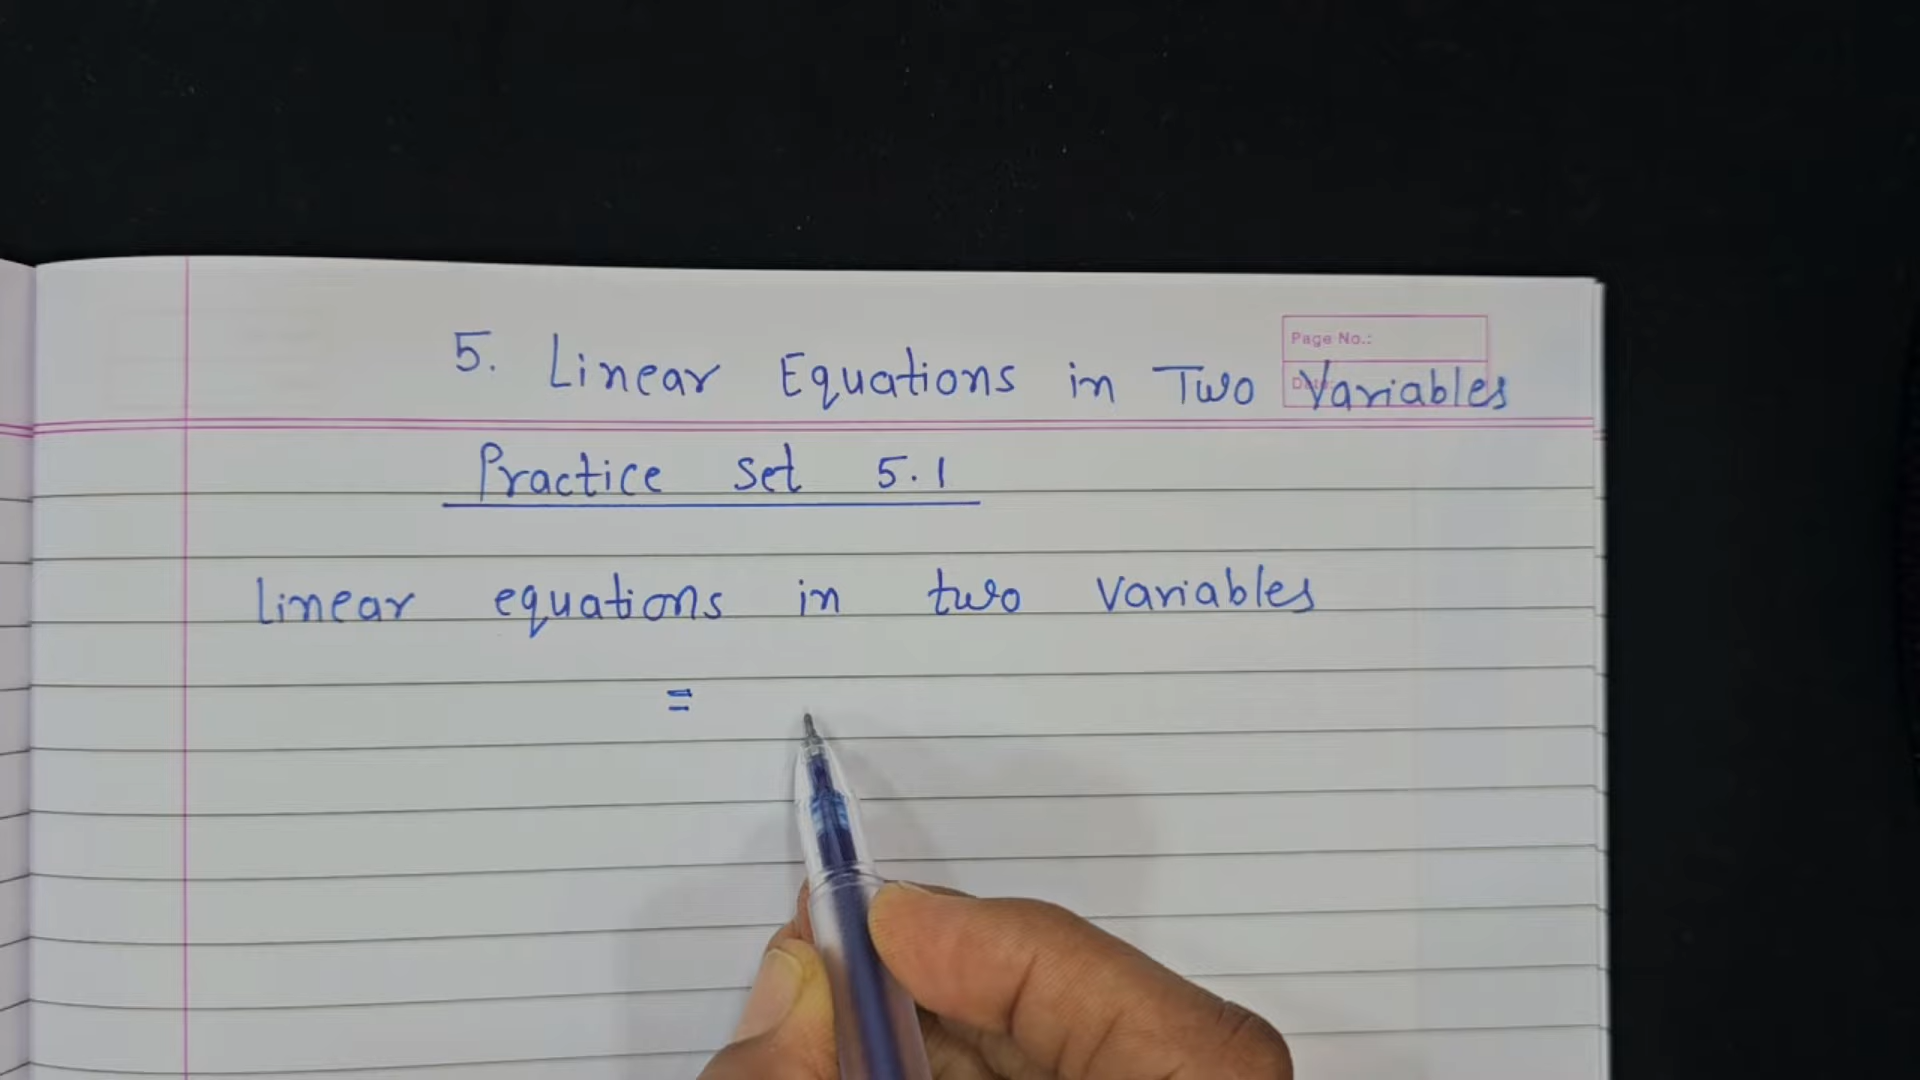 Page No.:
5. Linear Equations in Two Variables
Practice Set 5.1
Linear equations in two variables
=